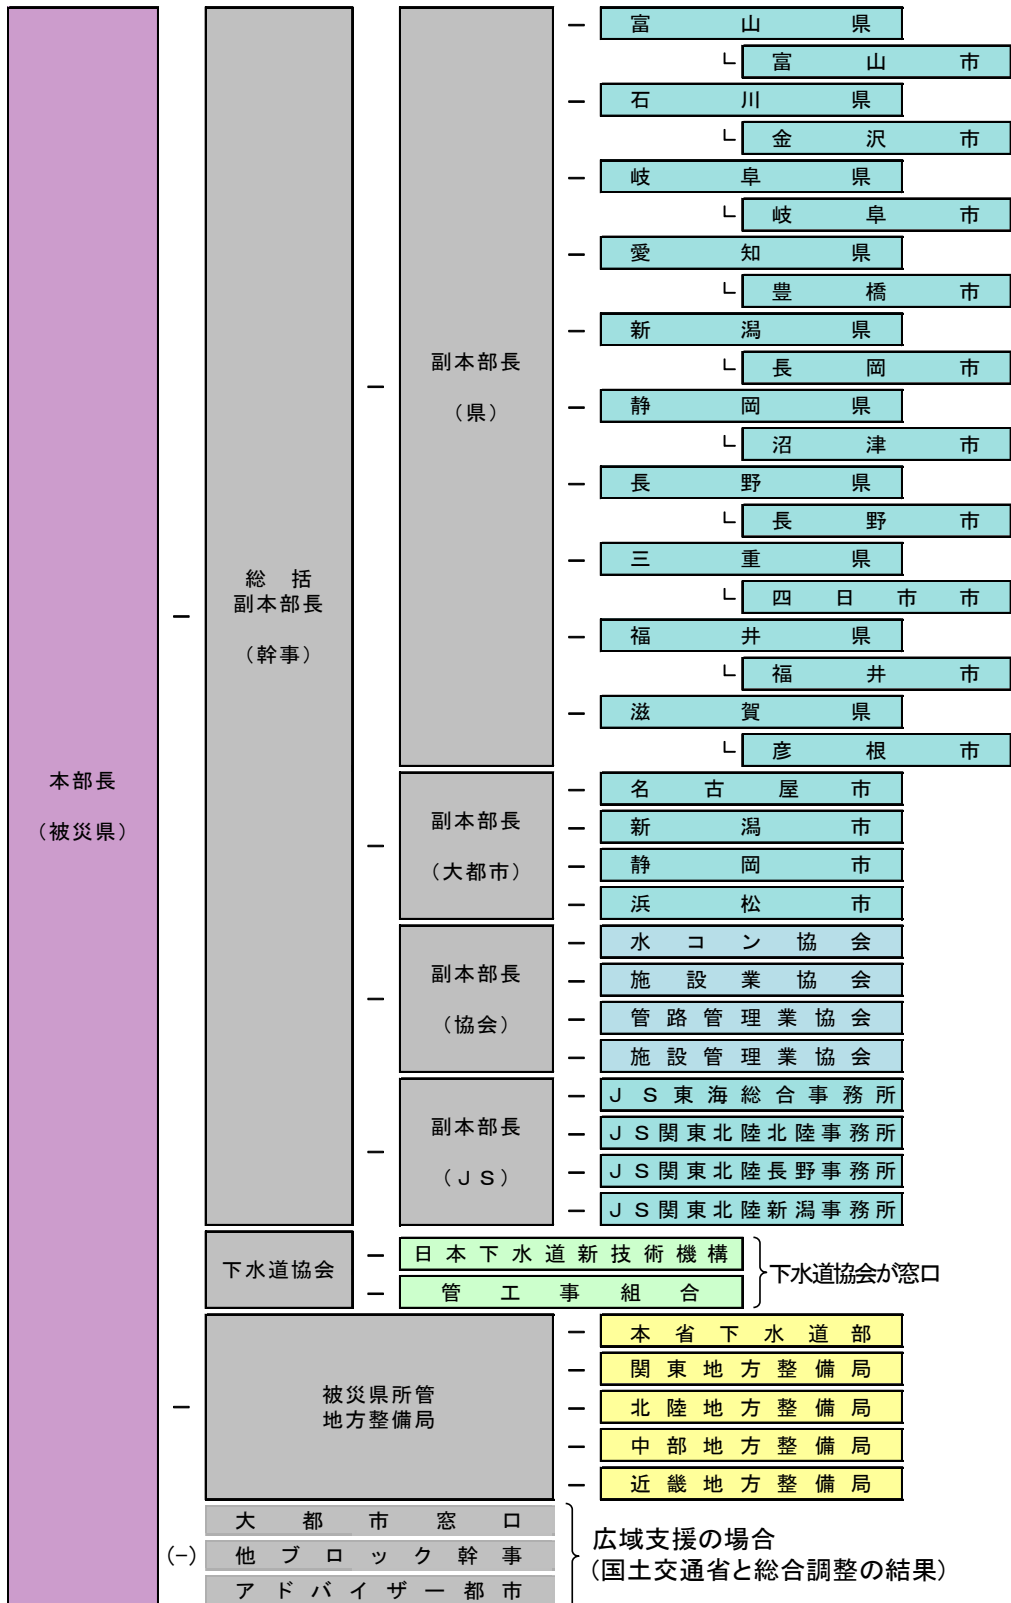 本部長
（被災県）
総括
副本部長
（幹事）
副本部長
（県）
富山県
富山市
石川県
金沢市
岐阜県
岐阜市
愛知県
豊橋市
新潟県
長岡市
静岡県
沼津市
長野県
長野市
三重県
四日市市
福井県
福井市
滋賀県
彦根市
副本部長
（大都市）
名古屋市
新潟市
静岡市
浜松市
副本部長
（協会）
水コン協会
施設業協会
管路管理業協会
施設管理業協会
副本部長
（ＪＳ）
ＪＳ東海総合事務所
ＪＳ関東北陸北陸事務所
ＪＳ関東北陸長野事務所
ＪＳ関東北陸新潟事務所
下水道協会
日本下水道新技術機構
管工事組合
下水道協会が窓口
被災県所管
地方整備局
本省下水道部
関東地方整備局
北陸地方整備局
中部地方整備局
近畿地方整備局
(−)
大都市窓口
他ブロック幹事
アドバイザー都市
広域支援の場合
（国土交通省と総合調整の結果）